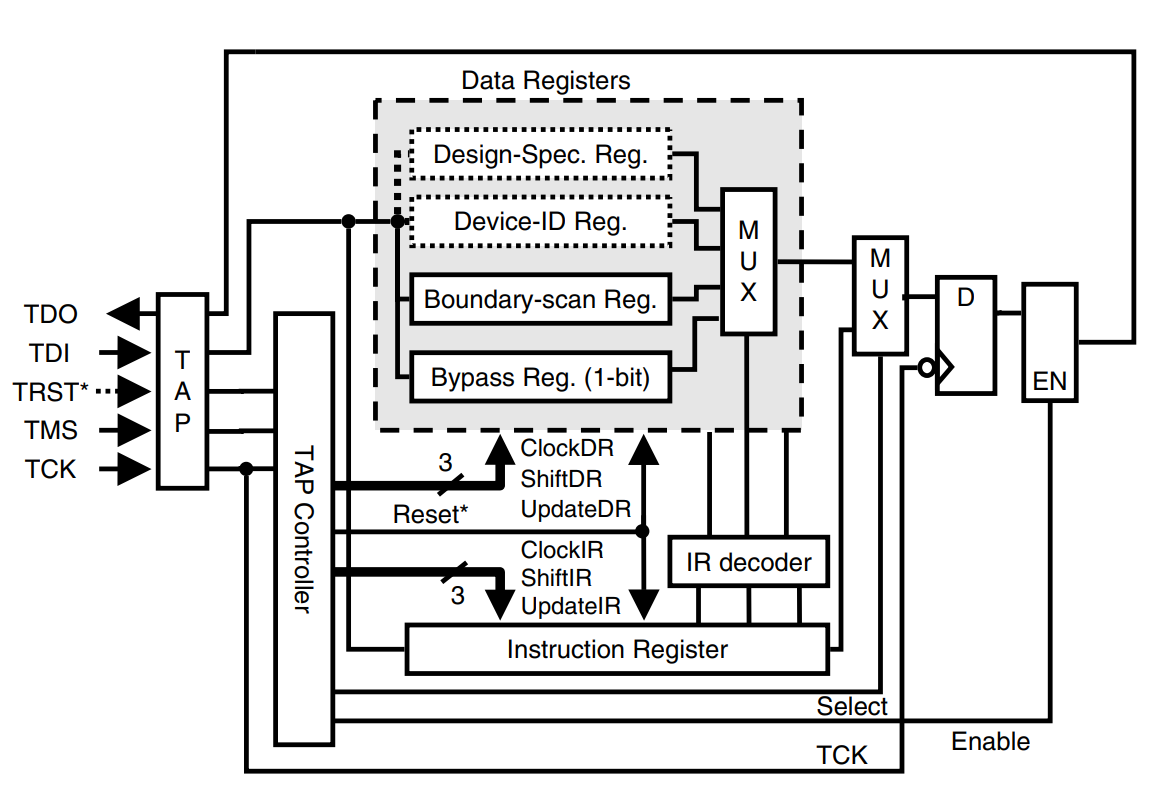 Data Registers
Design-Spec. Reg.
Device-ID Reg.
Boundary-scan Reg.
Bypass Reg. (1-bit)
M
U
X
M
U
X
D
EN
TDO
TDI
TRST*
TMS
TCK
T
A
P
TAP Controller
3
ClockDR
ShiftDR
UpdateDR
Reset*
ClockIR
ShiftIR
UpdateIR
3
IR decoder
Instruction Register
Select
Enable
TCK